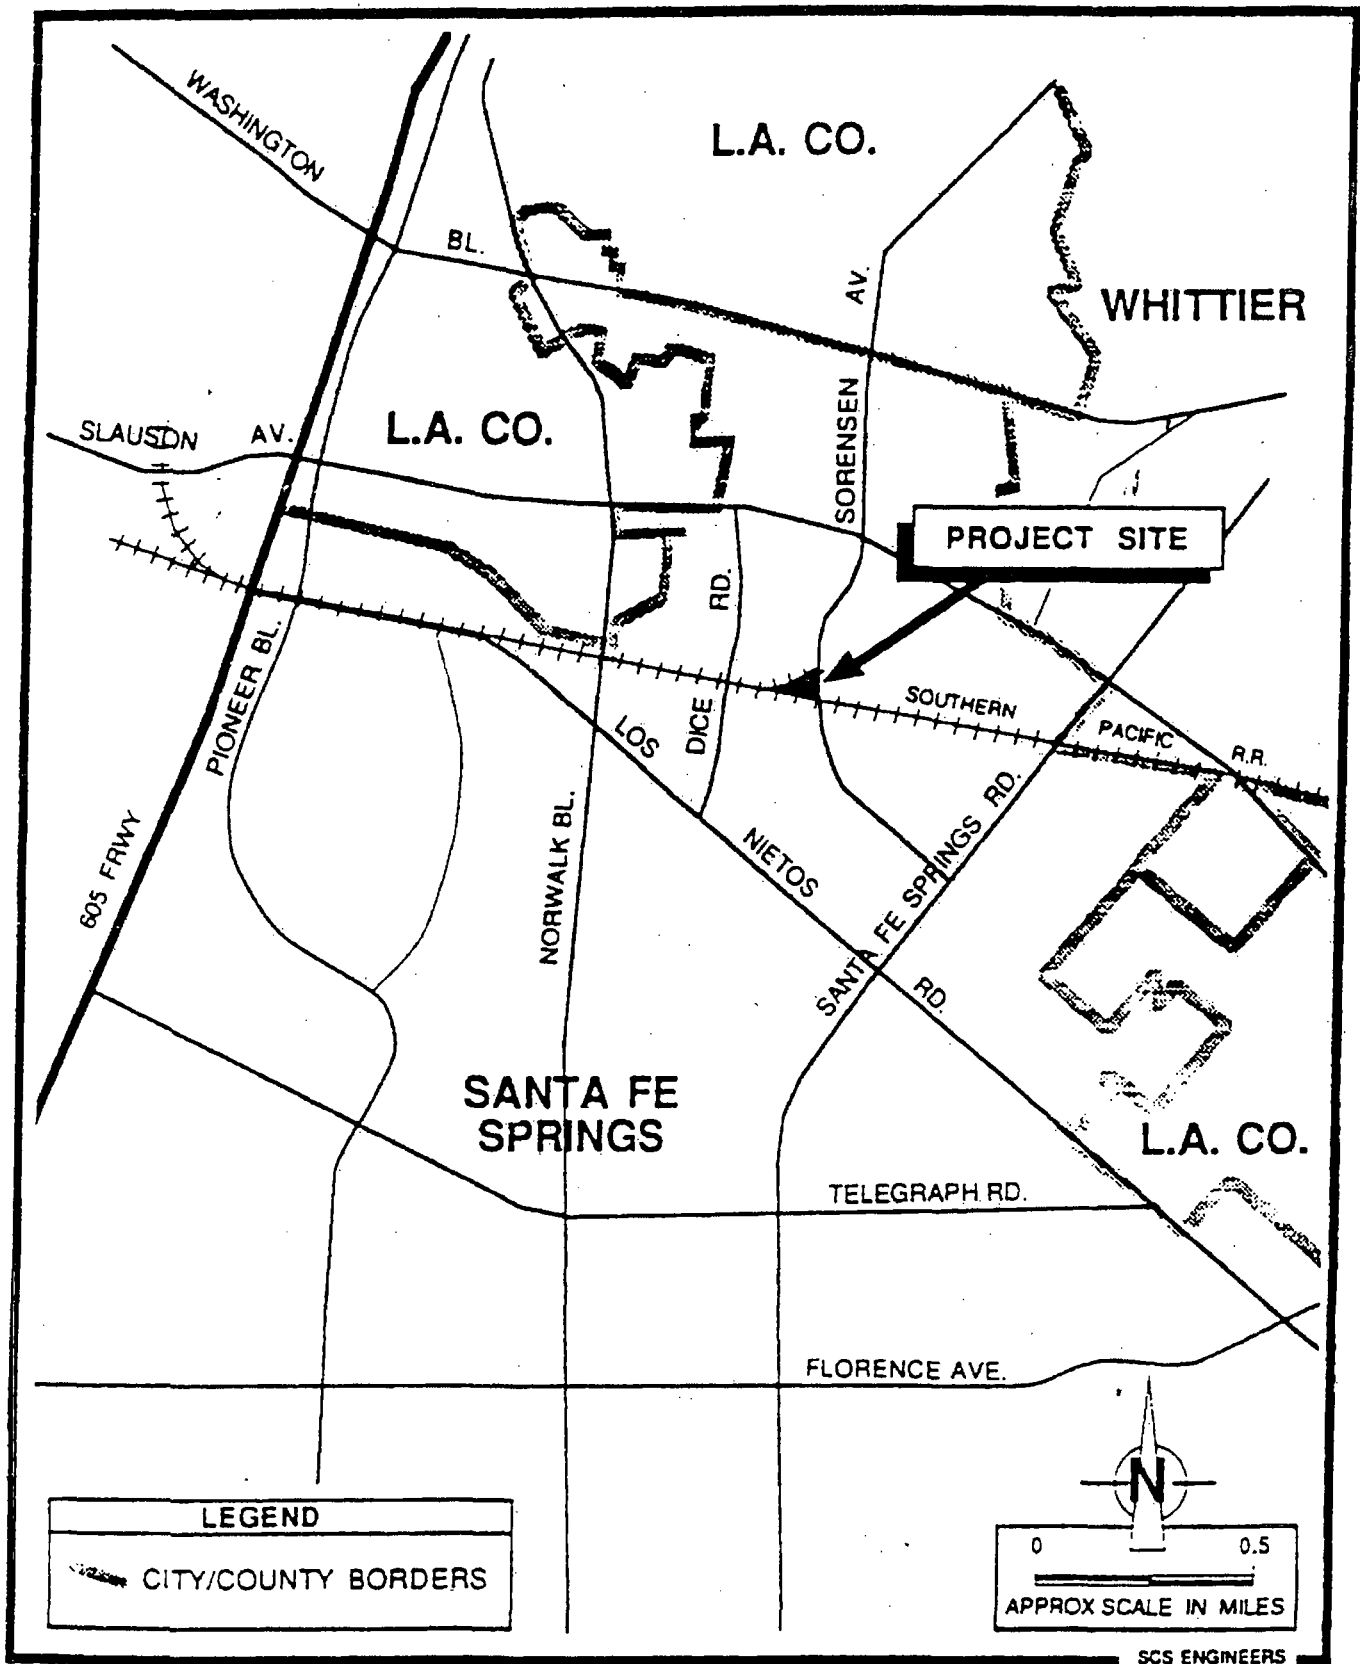 WASHINGTON
L.A. CO.
BL.
AV.
WHITTIER
SLAUSON
AV.
L.A. CO.
SORENSEN
PROJECT SITE
RD.
PIONEER BL.
SOUTHERN
DICE
LOS
PACIFIC
R.R.
605 FRWY
NORWALK BL.
NIETOS
SANTA FE SPRINGS RD.
RD.
SANTA FE
SPRINGS
L.A. CO.
TELEGRAPH RD.
FLORENCE AVE.
N
LEGEND
CITY/COUNTY BORDERS
0 0.5
APPROX SCALE IN MILES
SCS ENGINEERS